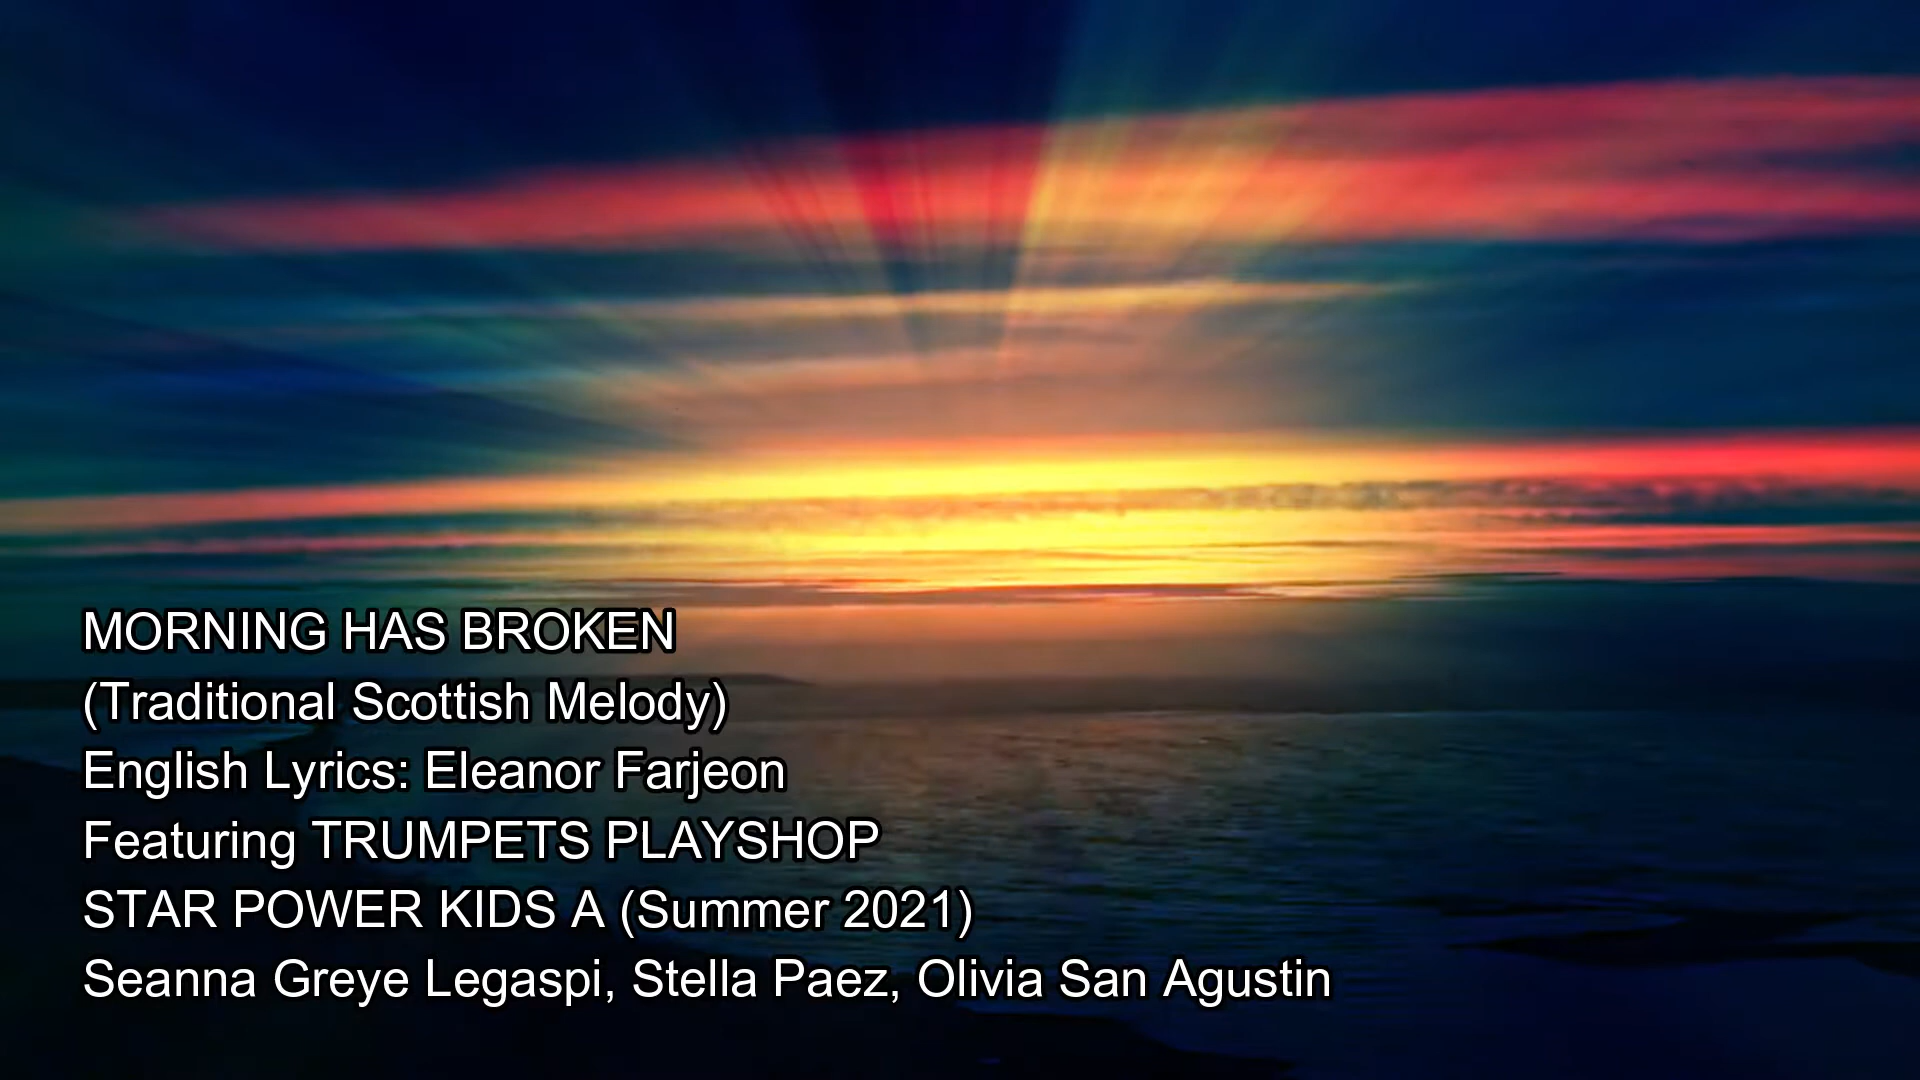 MORNING HAS BROKEN
(Traditional Scottish Melody)
English Lyrics: Eleanor Farjeon
Featuring TRUMPETS PLAYSHOP
STAR POWER KIDS A (Summer 2021)
Seanna Greye Legaspi, Stella Paez, Olivia San Agustin